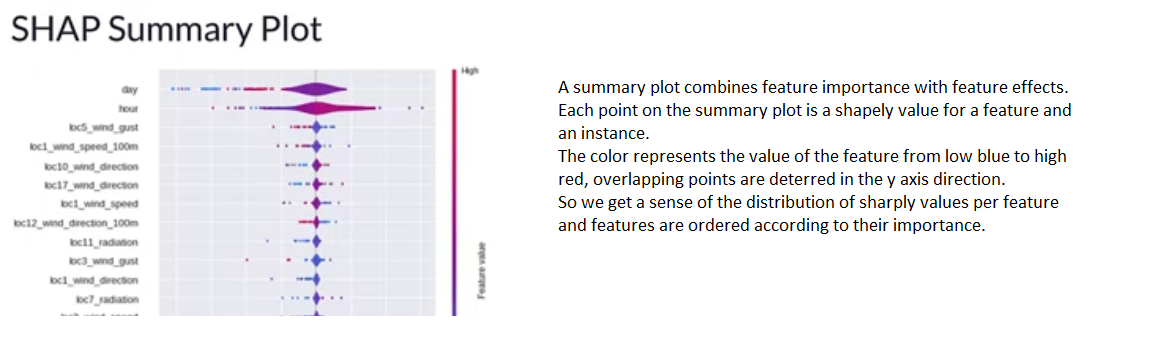 SHAP Summary Plot
High
day
hour
loc5_wind_gust
loc1_wind_speed_100m
loc10_wind_direction
loc17_wind_direction
loc1_wind_speed
loc12_wind_direction_100m
loc11_radiation
loc3_wind_gust
loc1_wind_direction
loc7_radiation
Feature value
A summary plot combines feature importance with feature effects.
Each point on the summary plot is a shapely value for a feature and
an instance.
The color represents the value of the feature from low blue to high
red, overlapping points are deterred in the y axis direction.
So we get a sense of the distribution of sharply values per feature
and features are ordered according to their importance.